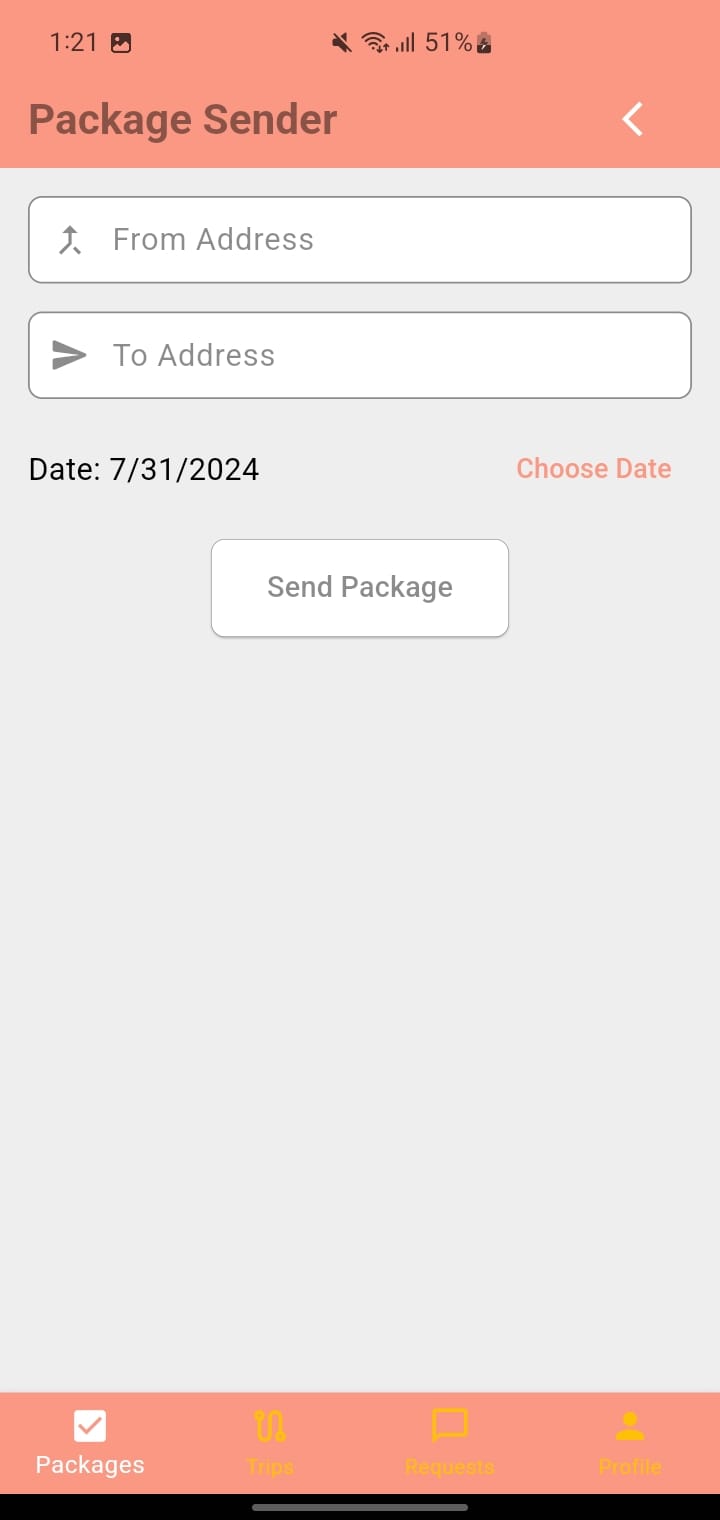 1:21 51%
Package Sender
From Address
To Address
Date: 7/31/2024 Choose Date
Send Package
Packages Trips Requests Profile